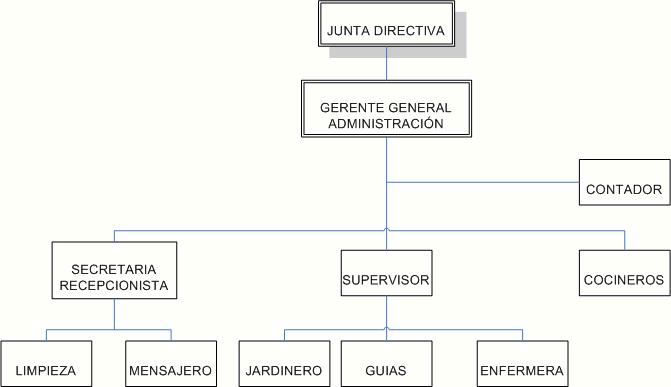 JUNTA DIRECTIVA
GERENTE GENERAL
ADMINISTRACIÓN
CONTADOR
SECRETARIA
RECEPCIONISTA
SUPERVISOR
COCINEROS
LIMPIEZA
MENSAJERO
JARDINERO
GUIAS
ENFERMERA